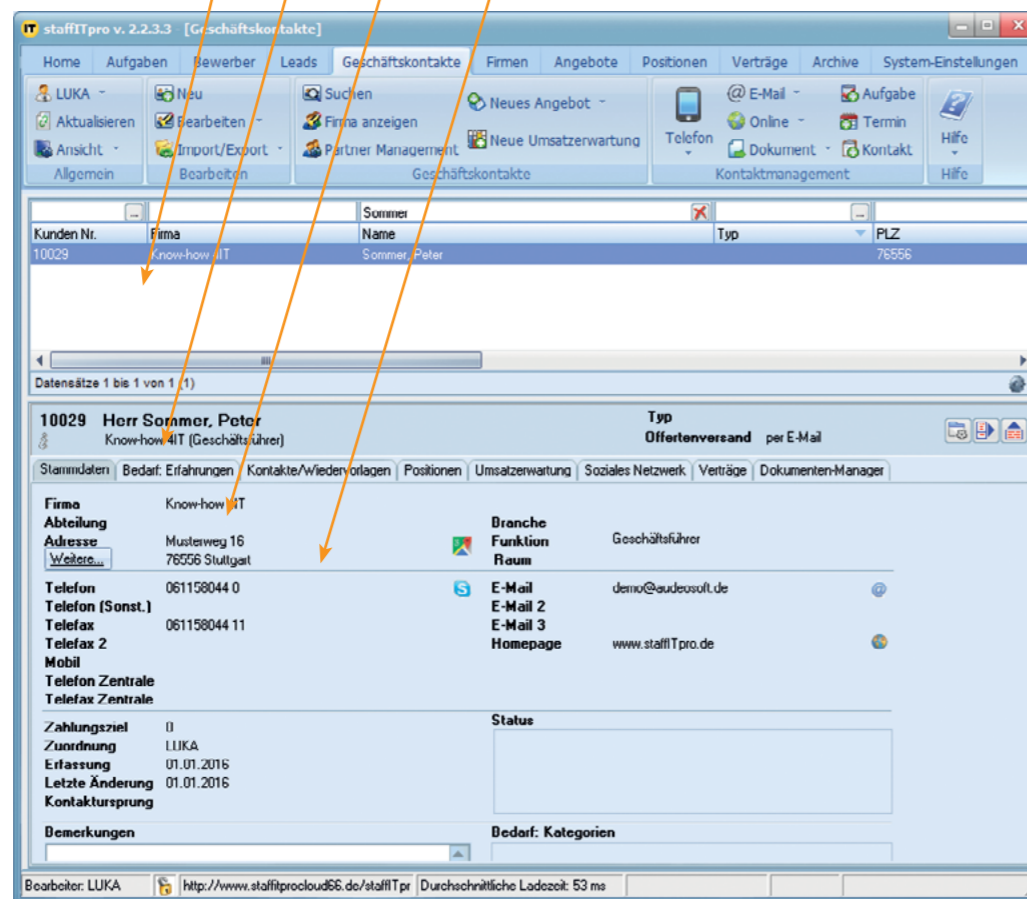 staffITpro v. 2.2.3.3 - [Geschäftskontakte]
Home Aufgaben Bewerber Leads Geschäftskontakte Firmen Angebote Positionen Verträge Archive System-Einstellungen
LUKA Neu Suchen Neues Angebot Telefon @ E-Mail Aufgabe Hilfe
Aktualisieren Bearbeiten Firma anzeigen Neue Umsatzerwartung Online Termin
Ansicht Import/Export Partner Management Dokument Kontakt
Allgemein Bearbeiten Geschäftskontakte Kontaktmanagement Hilfe
... Sommer ...
Kunden Nr. Firma Name Typ PLZ
10029 Know-how 4IT Sommer, Peter 76556
Datensätze 1 bis 1 von 1 (1)
10029 Herr Sommer, Peter Typ
Know-how 4IT (Geschäftsführer) Offertenversand per E-Mail
Stammdaten Bedarf: Erfahrungen Kontakte/Wiedervorlagen Positionen Umsatzerwartung Soziales Netzwerk Verträge Dokumenten-Manager
Firma Know-how 4IT
Abteilung Branche
Adresse Musterweg 16 Funktion Geschäftsführer
Weitere... 76556 Stuttgart Raum
Telefon 061158044 0 E-Mail demo@audeosoft.de @
Telefon (Sonst.) E-Mail 2
Telefax 061158044 11 E-Mail 3
Telefax 2 Homepage www.staffITpro.de
Mobil
Telefon Zentrale
Telefax Zentrale
Zahlungsziel 0 Status
Zuordnung LUKA
Erfassung 01.01.2016
Letzte Änderung 01.01.2016
Kontaktursprung
Bemerkungen Bedarf: Kategorien
Bearbeiter: LUKA http://www.staffitprocloud66.de/staffITpr Durchschnittliche Ladezeit: 53 ms